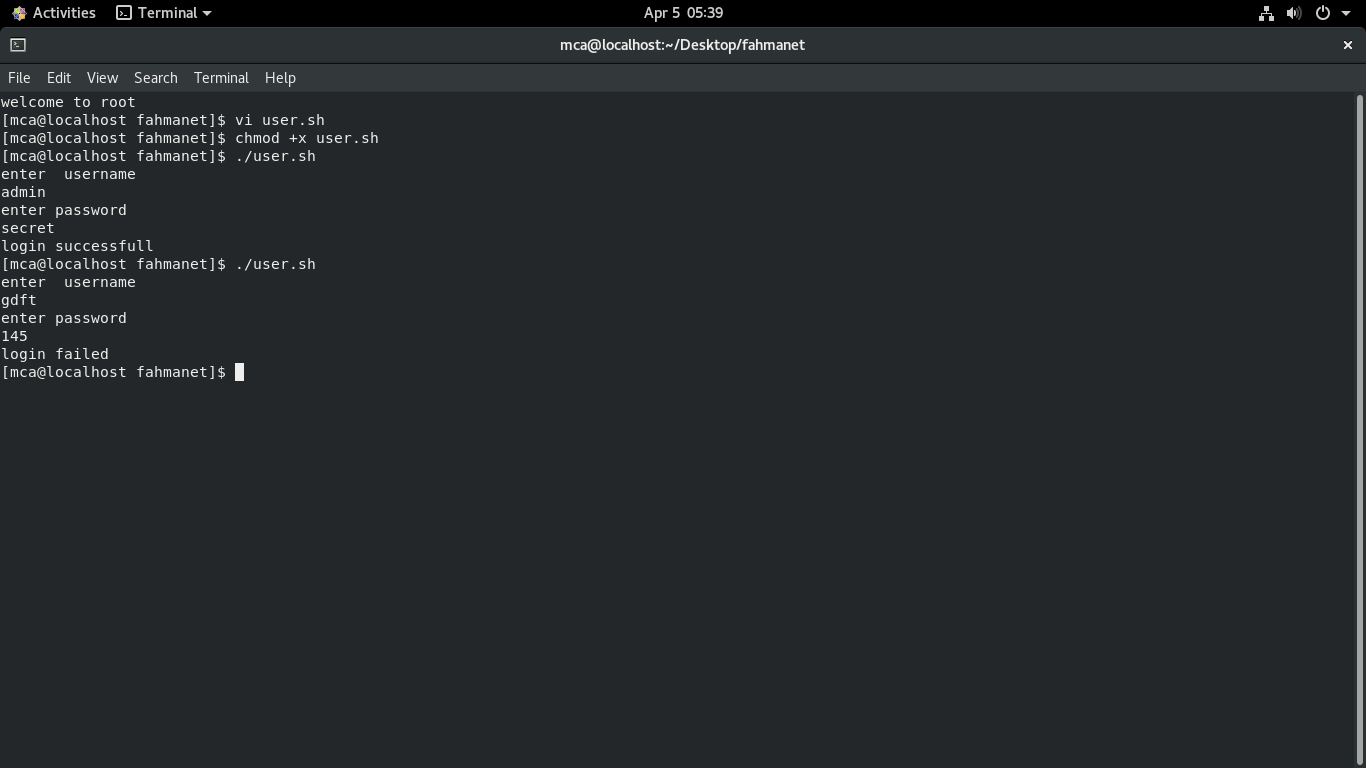 Activities Terminal Apr 5 05:39
mca@localhost:~/Desktop/fahmanet
File Edit View Search Terminal Help
welcome to root
[mca@localhost fahmanet]$ vi user.sh
[mca@localhost fahmanet]$ chmod +x user.sh
[mca@localhost fahmanet]$ ./user.sh
enter  username
admin
enter password
secret
login successfull
[mca@localhost fahmanet]$ ./user.sh
enter  username
gdft
enter password
145
login failed
[mca@localhost fahmanet]$